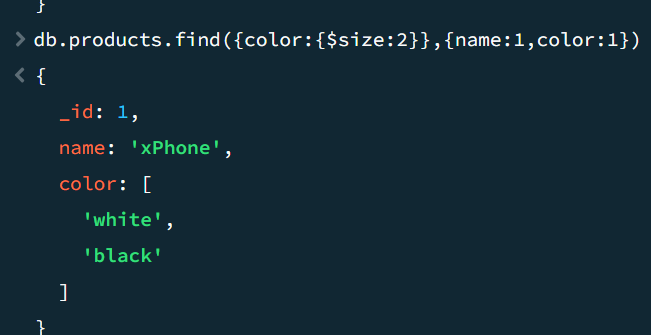 }
> db.products.find({color:{$size:2}},{name:1,color:1})
< {
_id: 1,
name: 'xPhone',
color: [
'white',
'black'
]
}